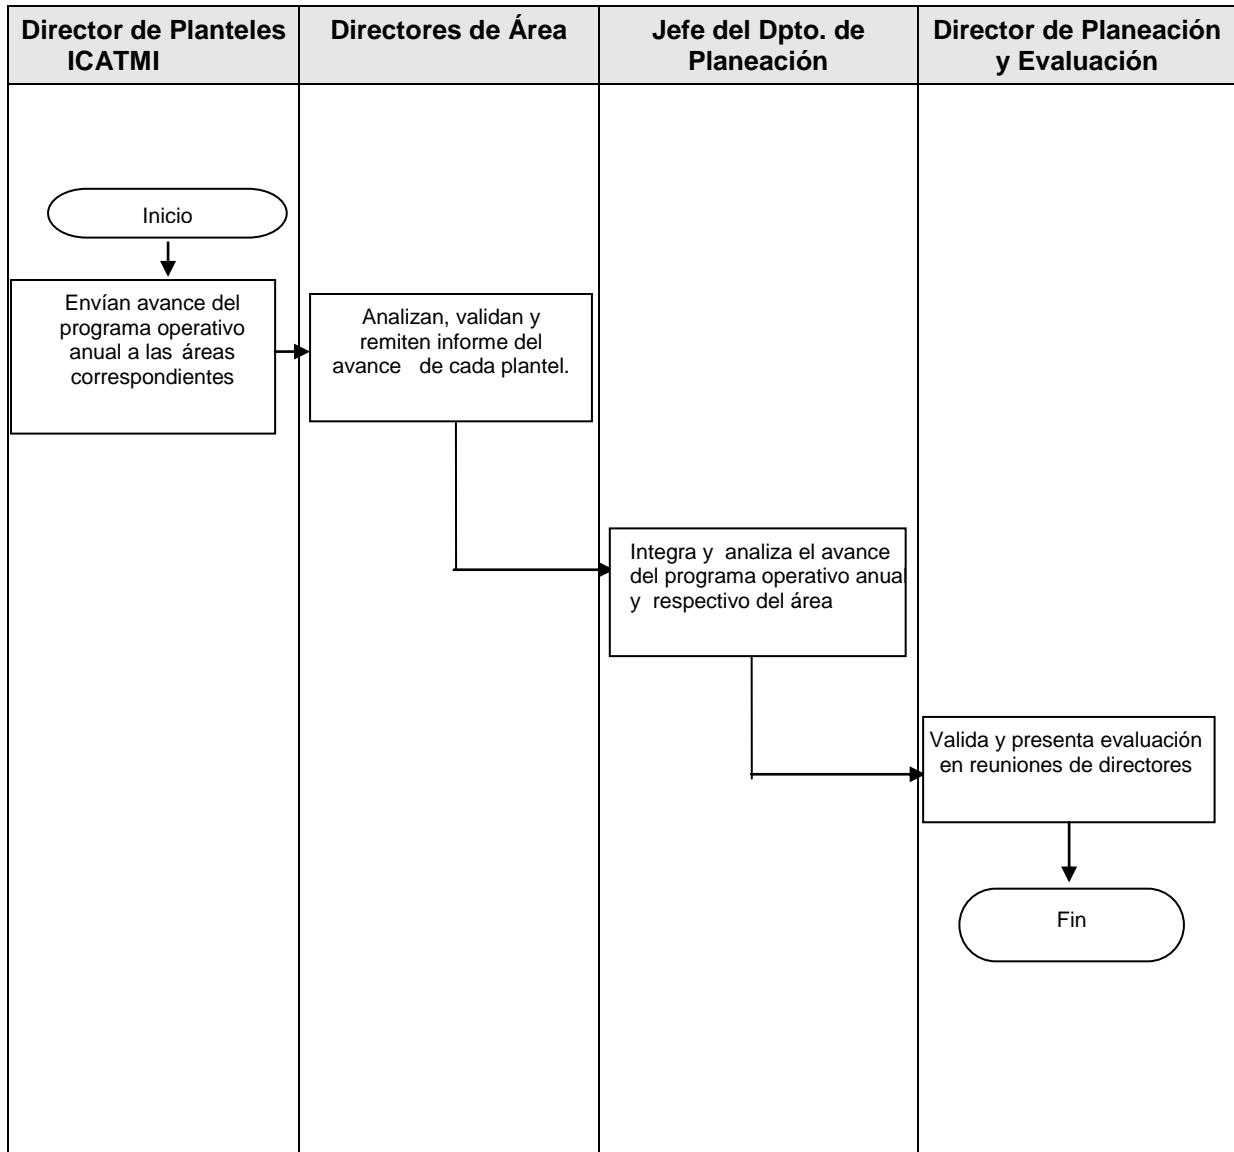 Director de Planteles
ICATMI
Directores de Área
Jefe del Dpto. de
Planeación
Director de Planeación
y Evaluación
Inicio
Envían avance del
programa operativo
anual a las áreas
correspondientes
Analizan, validan y
remiten informe del
avance de cada plantel.
Integra y analiza el avance
del programa operativo anual
y respectivo del área
Valida y presenta evaluación
en reuniones de directores
Fin